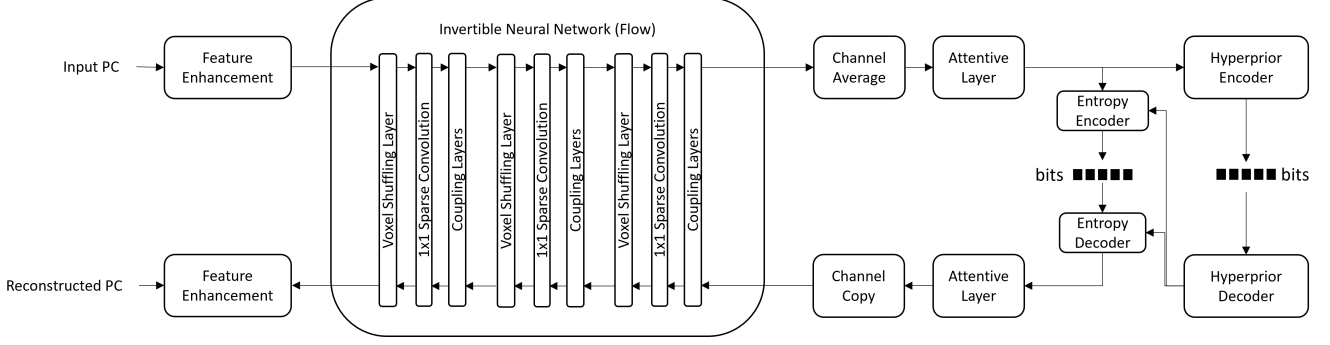 Invertible Neural Network (Flow)
Input PC
Feature
Enhancement
Voxel Shuffling Layer
1x1 Sparse Convolution
Coupling Layers
Voxel Shuffling Layer
1x1 Sparse Convolution
Coupling Layers
Voxel Shuffling Layer
1x1 Sparse Convolution
Coupling Layers
Channel
Average
Attentive
Layer
Hyperprior
Encoder
Entropy
Encoder
bits
bits
Entropy
Decoder
Reconstructed PC
Feature
Enhancement
Channel
Copy
Attentive
Layer
Hyperprior
Decoder